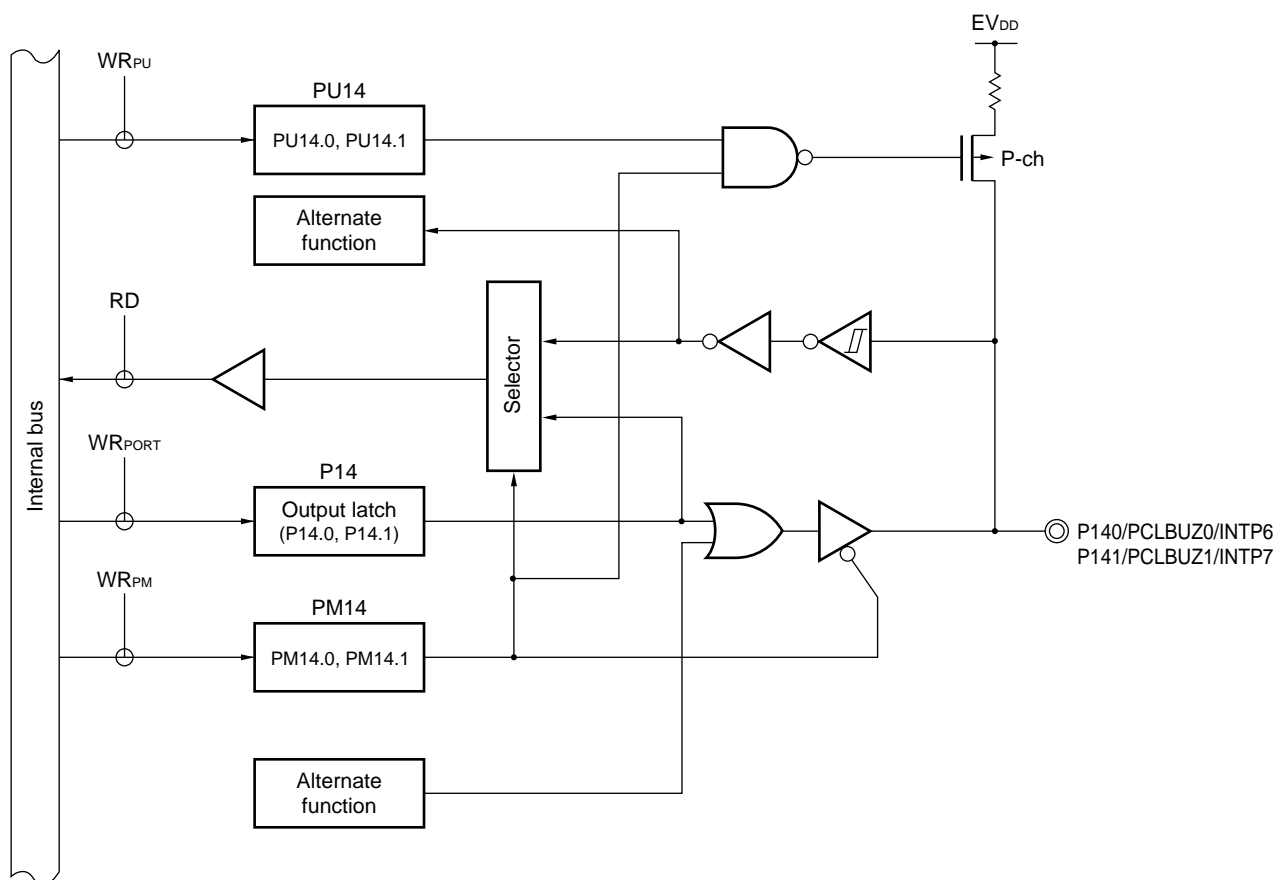 EVDD
WRPU
PU14
PU14.0, PU14.1
P-ch
Alternate
function
RD
Selector
Internal bus
WRPORT
P14
Output latch
(P14.0, P14.1)
P140/PCLBUZ0/INTP6
P141/PCLBUZ1/INTP7
WRPM
PM14
PM14.0, PM14.1
Alternate
function